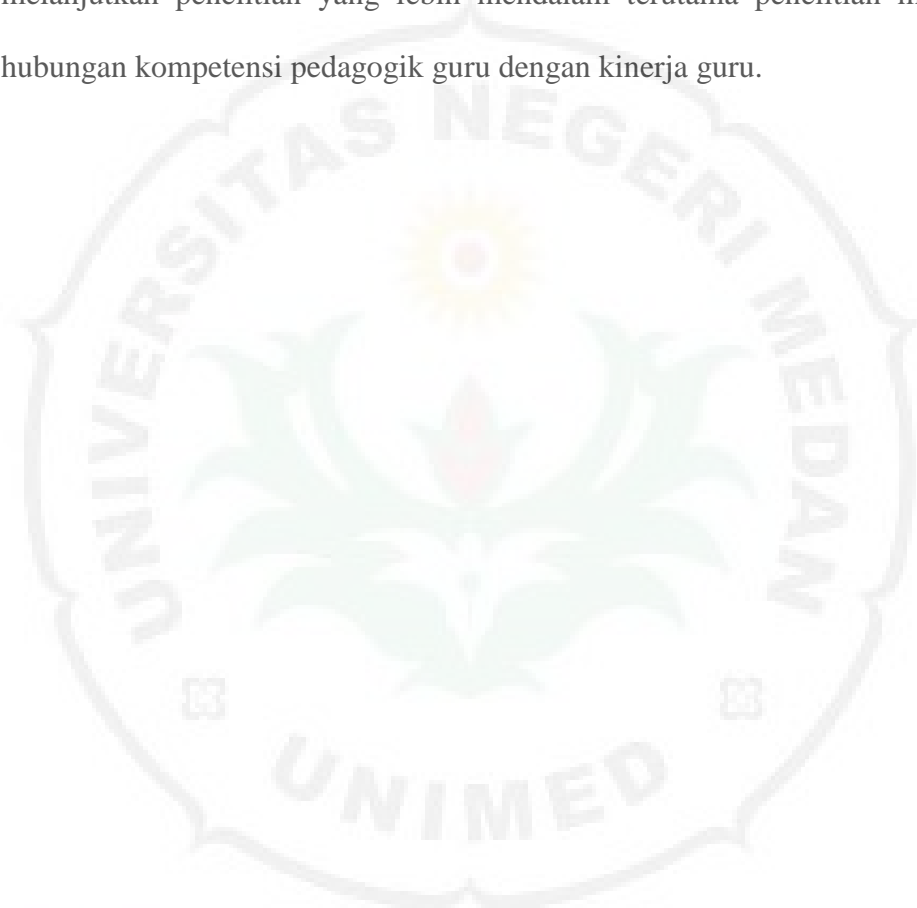 melanjutkan penelitian yang lebih mendalam terutama penelitian
hubungan kompetensi pedagogik guru dengan kinerja guru.
UNIVERSITAS NEGERI MEDAN
UNIMED